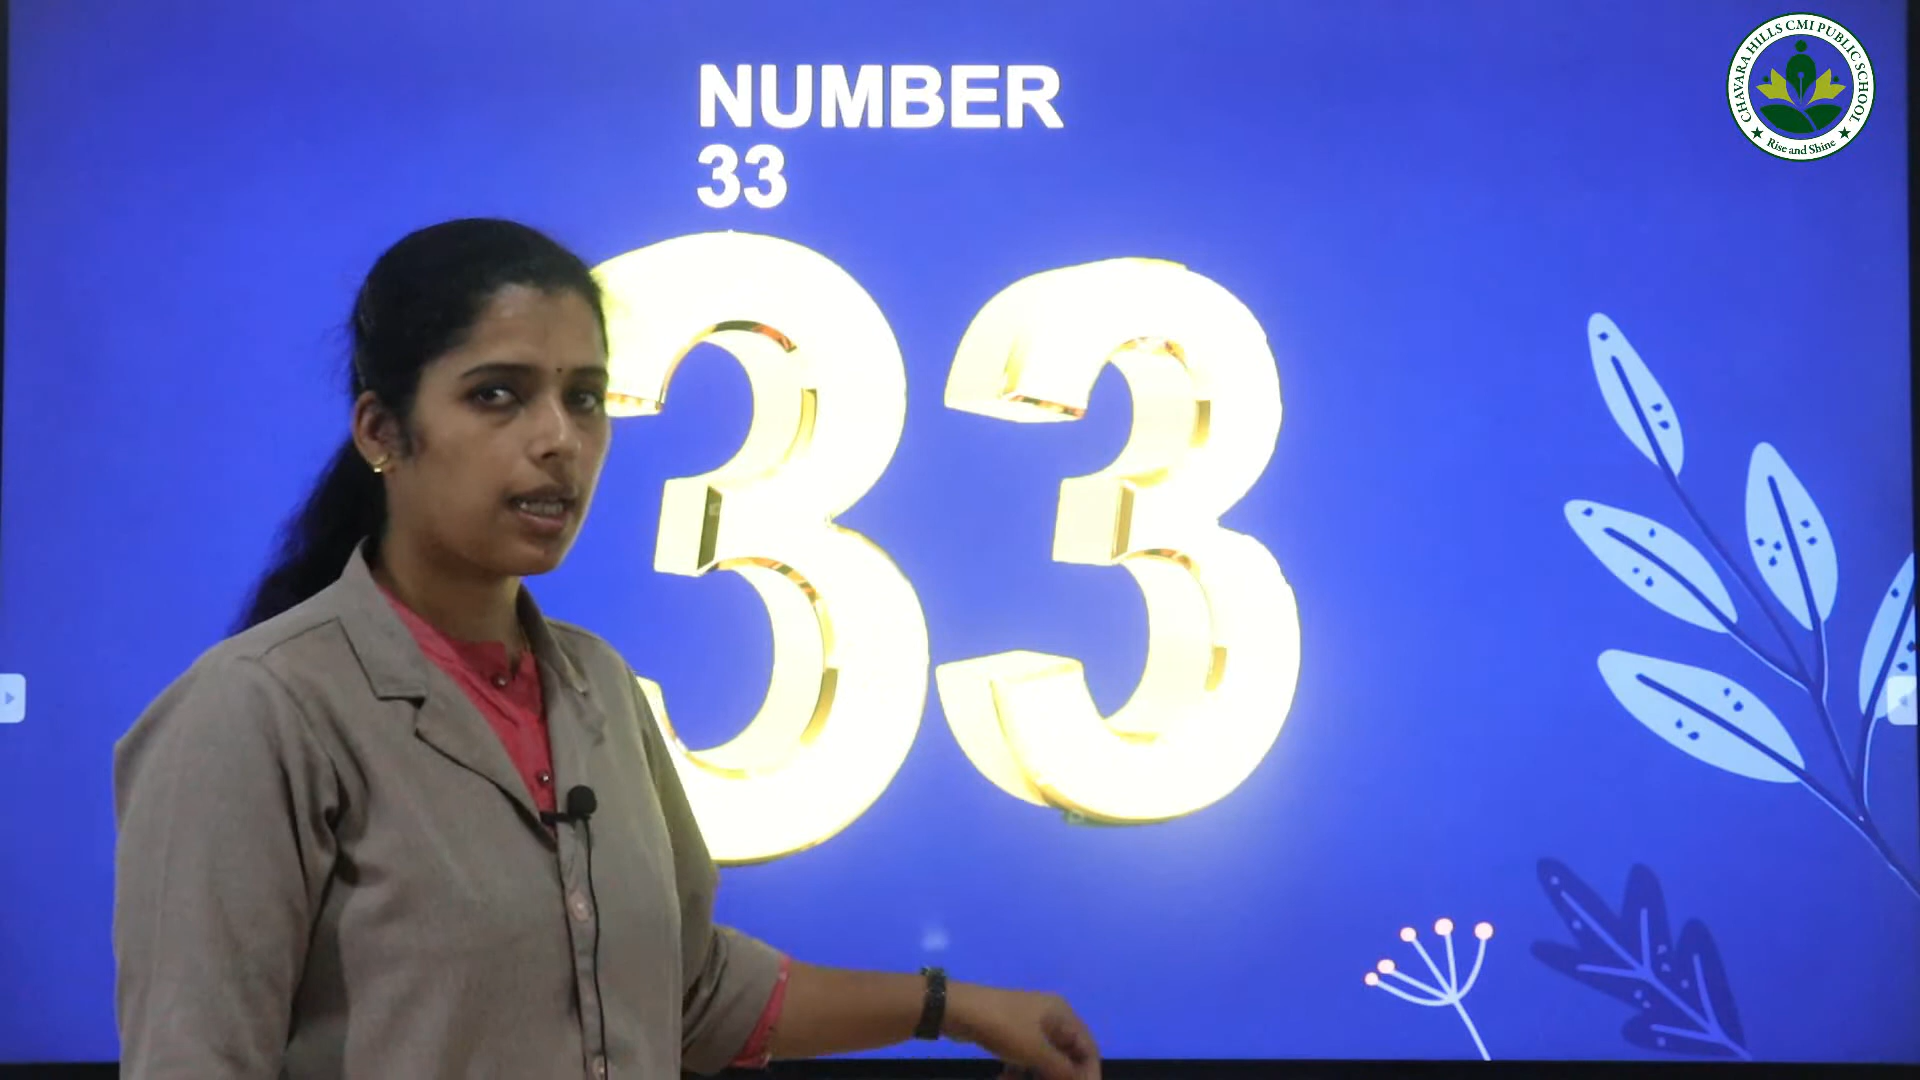 NUMBER
33
33
CHAVARA HILLS CMI PUBLIC SCHOOL
Rise and Shine